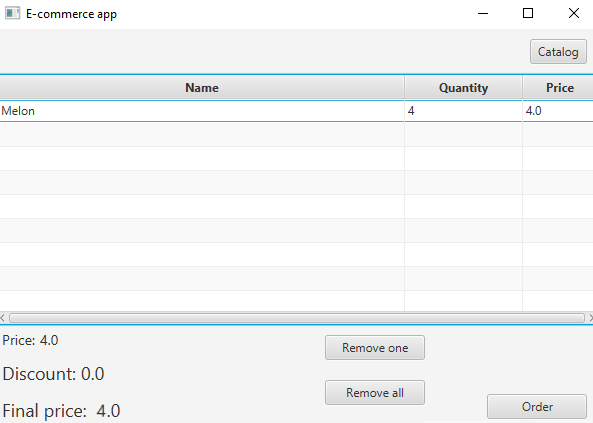 E-commerce app
Catalog
Name Quantity Price
Melon 4 4.0
Price: 4.0
Remove one
Discount: 0.0
Remove all
Final price: 4.0
Order